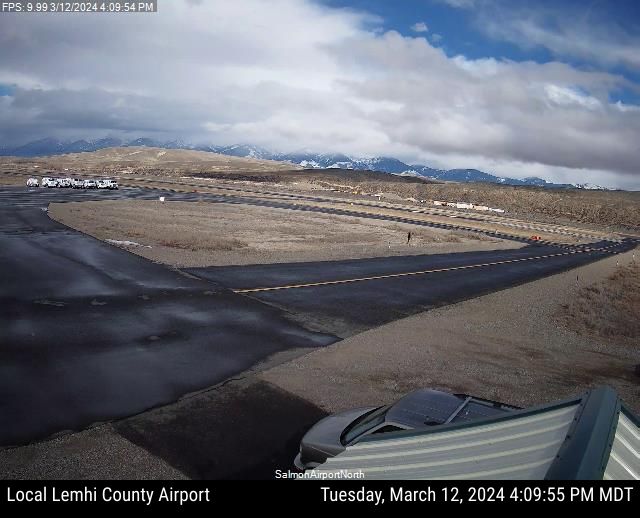 FPS: 9.99 3/12/2024 4:09:54 PM
SalmonAirportNorth
Local Lemhi County Airport Tuesday, March 12, 2024 4:09:55 PM MDT